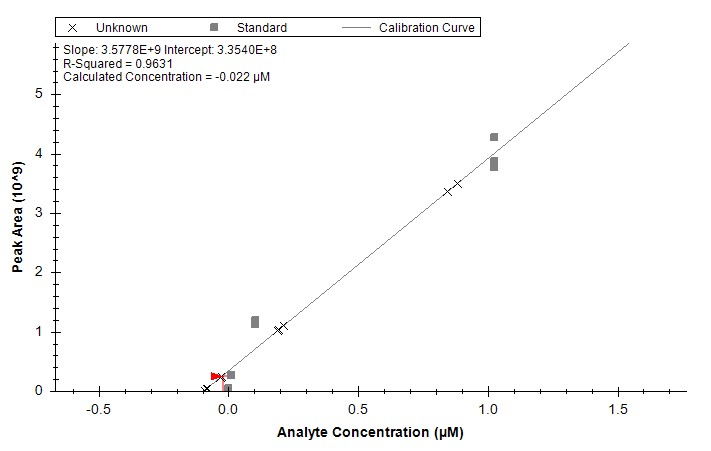 Unknown Standard Calibration Curve
Slope: 3.5778E+9 Intercept: 3.3540E+8
R-Squared = 0.9631
Calculated Concentration = -0.022 µM
Peak Area (10^9)
5
4
3
2
1
0
-0.5 0.0 0.5 1.0 1.5
Analyte Concentration (µM)